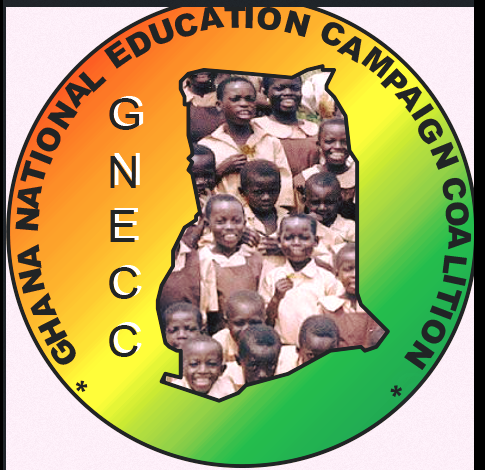 GHANA NATIONAL EDUCATION CAMPAIGN COALITION
* *
G
N
E
C
C